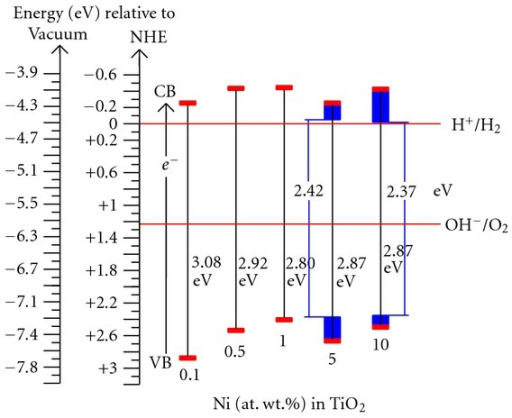 Energy (eV) relative to
Vacuum
NHE
−3.9
−4.3
−4.7
−5.1
−5.5
−6.3
−6.7
−7.1
−7.4
−7.8
−0.6
−0.2
0
+0.2
+0.6
+1
+1.4
+1.8
+2.2
+2.6
+3
CB
e−
VB
H+/H2
OH−/O2
2.42
2.37 eV
3.08 eV
2.92 eV
2.80 eV
2.87 eV
2.87 eV
0.1
0.5
1
5
10
Ni (at. wt.%) in TiO2